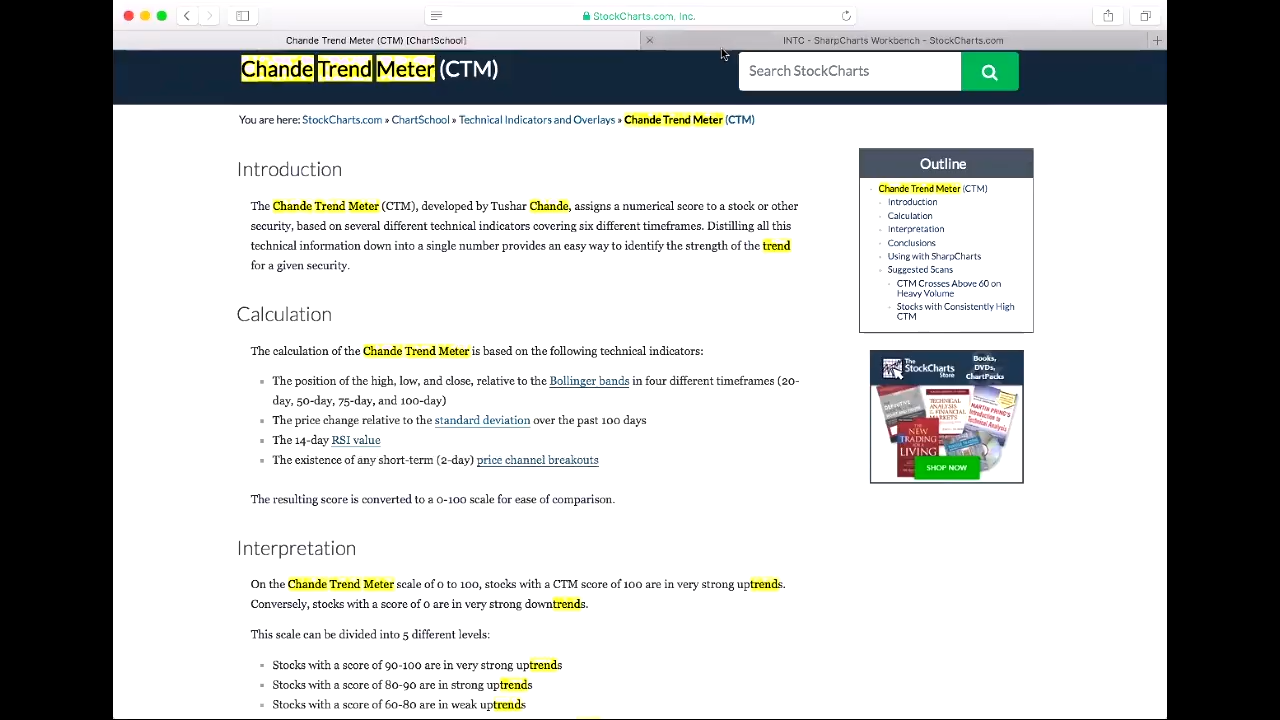 StockCharts.com, Inc.
Chande Trend Meter (CTM) [ChartSchool]
INTC - SharpCharts Workbench - StockCharts.com
Chande Trend Meter (CTM)
Search StockCharts
You are here: StockCharts.com » ChartSchool » Technical Indicators and Overlays » Chande Trend Meter (CTM)
Introduction
The Chande Trend Meter (CTM), developed by Tushar Chande, assigns a numerical score to a stock or other
security, based on several different technical indicators covering six different timeframes. Distilling all this
technical information down into a single number provides an easy way to identify the strength of the trend
for a given security.
Calculation
The calculation of the Chande Trend Meter is based on the following technical indicators:
The position of the high, low, and close, relative to the Bollinger bands in four different timeframes (20-
day, 50-day, 75-day, and 100-day)
The price change relative to the standard deviation over the past 100 days
The 14-day RSI value
The existence of any short-term (2-day) price channel breakouts
The resulting score is converted to a 0-100 scale for ease of comparison.
Interpretation
On the Chande Trend Meter scale of 0 to 100, stocks with a CTM score of 100 are in very strong uptrends.
Conversely, stocks with a score of 0 are in very strong downtrends.
This scale can be divided into 5 different levels:
Stocks with a score of 90-100 are in very strong uptrends
Stocks with a score of 80-90 are in strong uptrends
Stocks with a score of 60-80 are in weak uptrends
Outline
Chande Trend Meter (CTM)
Introduction
Calculation
Interpretation
Conclusions
Using with SharpCharts
Suggested Scans
CTM Crosses Above 60 on
Heavy Volume
Stocks with Consistently High
CTM
The
StockCharts
Store
Books,
DVDs,
ChartPacks
TECHNICAL
ANALYSIS
MARTIN PRING'S
THE
NEW
TRADING
FOR A
LIVING
SHOP NOW